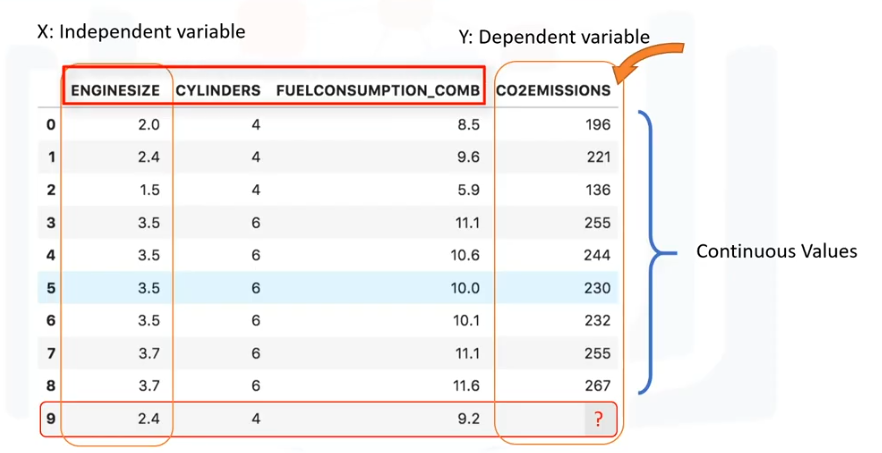 X: Independent variable
Y: Dependent variable
ENGINESIZE CYLINDERS FUELCONSUMPTION_COMB CO2EMISSIONS
0 2.0 4 8.5 196
1 2.4 4 9.6 221
2 1.5 4 5.9 136
3 3.5 6 11.1 255
4 3.5 6 10.6 244
Continuous Values
5 3.5 6 10.0 230
6 3.5 6 10.1 232
7 3.7 6 11.1 255
8 3.7 6 11.6 267
9 2.4 4 9.2 ?